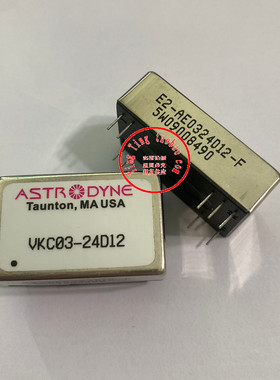 E2-AE0324D12-F
5W09008490
ASTRODYNE
Taunton, MA USA
VKC03-24D12